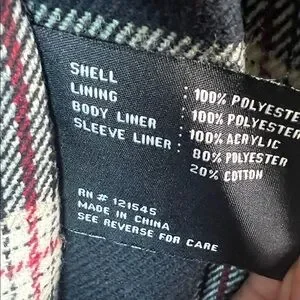 SHELL : 100% POLYESTE
LINING : 100% POLYESTER
BODY LINER : 100% ACRYLIC
SLEEVE LINER : 80% POLYESTER
20% COTTON
RN # 121545
MADE IN CHINA
SEE REVERSE FOR CARE